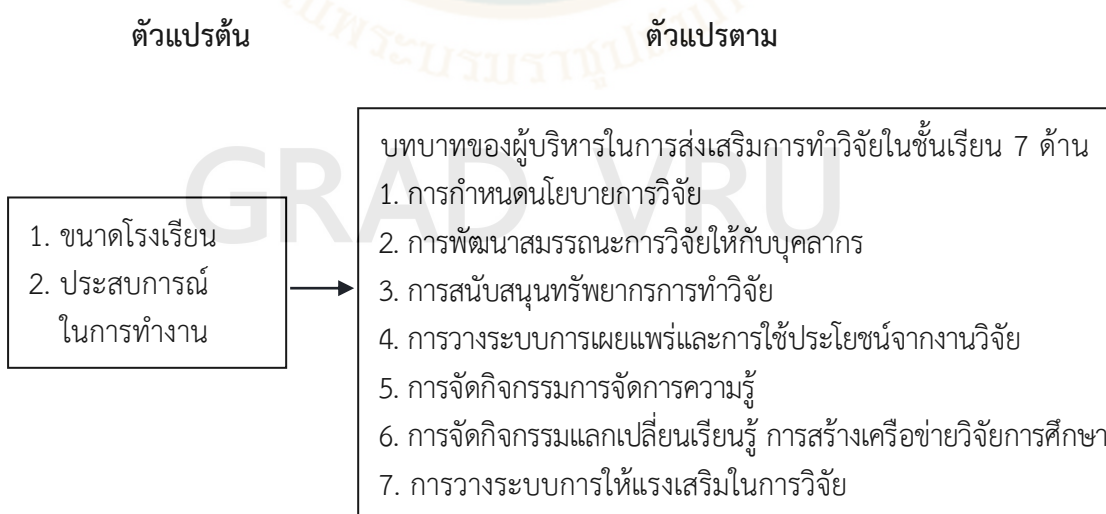 ตัวแปรต้น
ตัวแปรตาม
1. ขนาดโรงเรียน
2. ประสบการณ์
ในการทำงาน
บทบาทของผู้บริหารในการส่งเสริมการทำวิจัยในชั้นเรียน 7 ด้าน
1. การกำหนดนโยบายการวิจัย
2. การพัฒนาสมรรถนะการวิจัยให้กับบุคลากร
3. การสนับสนุนทรัพยากรการทำวิจัย
4. การวางระบบการเผยแพร่และการใช้ประโยชน์จากงานวิจัย
5. การจัดกิจกรรมการจัดการความรู้
6. การจัดกิจกรรมแลกเปลี่ยนเรียนรู้ การสร้างเครือข่ายวิจัยการศึกษา
7. การวางระบบการให้แรงเสริมในการวิจัย
GRAD VRU